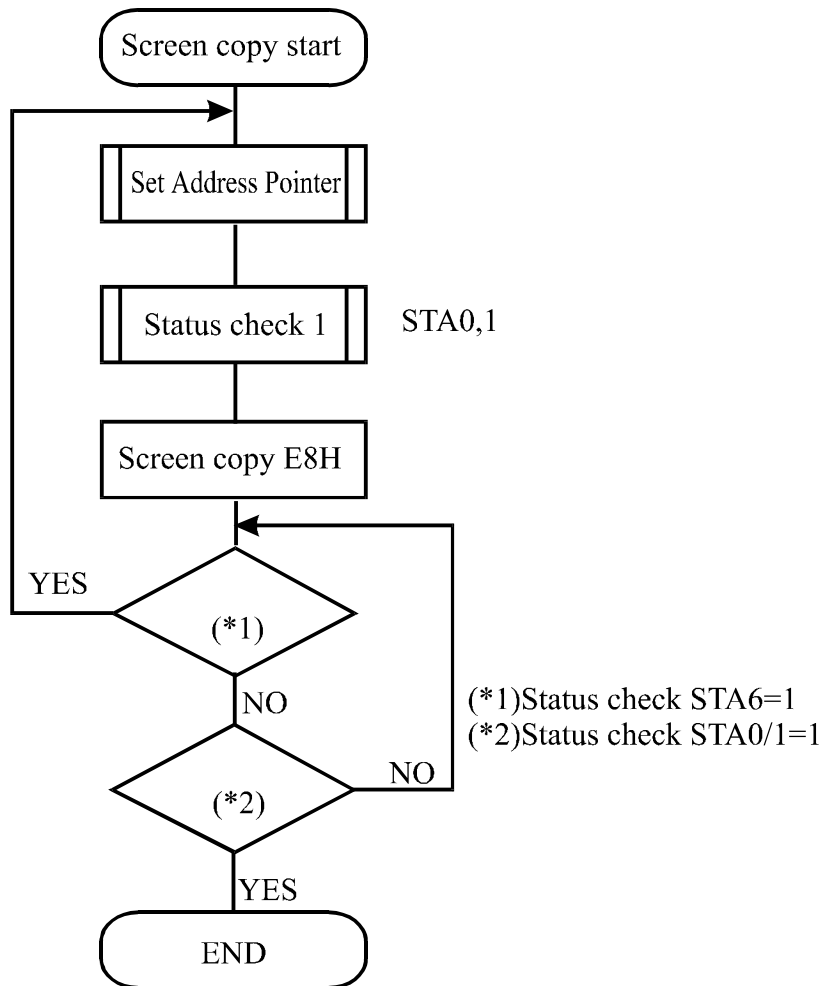 Screen copy start
Set Address Pointer
Status check 1
STA0,1
Screen copy E8H
YES
(*1)
NO
(*1)Status check STA6=1
(*2)Status check STA0/1=1
NO
(*2)
YES
END